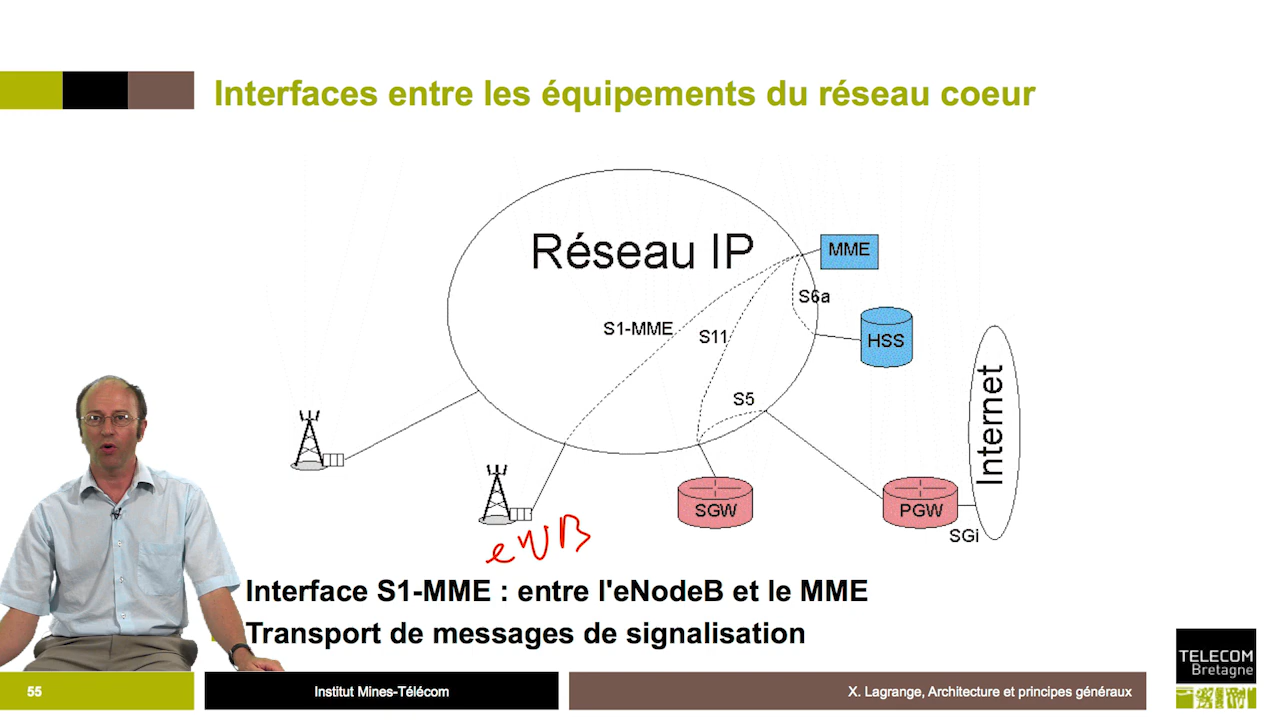 Interfaces entre les équipements du réseau coeur
Réseau IP
MME
S6a
S1-MME
S11
HSS
S5
Internet
SGW
PGW
SGi
eNB
Interface S1-MME : entre l'eNodeB et le MME
Transport de messages de signalisation
TELECOM
Bretagne
55
Institut Mines-Télécom
X. Lagrange, Architecture et principes généraux